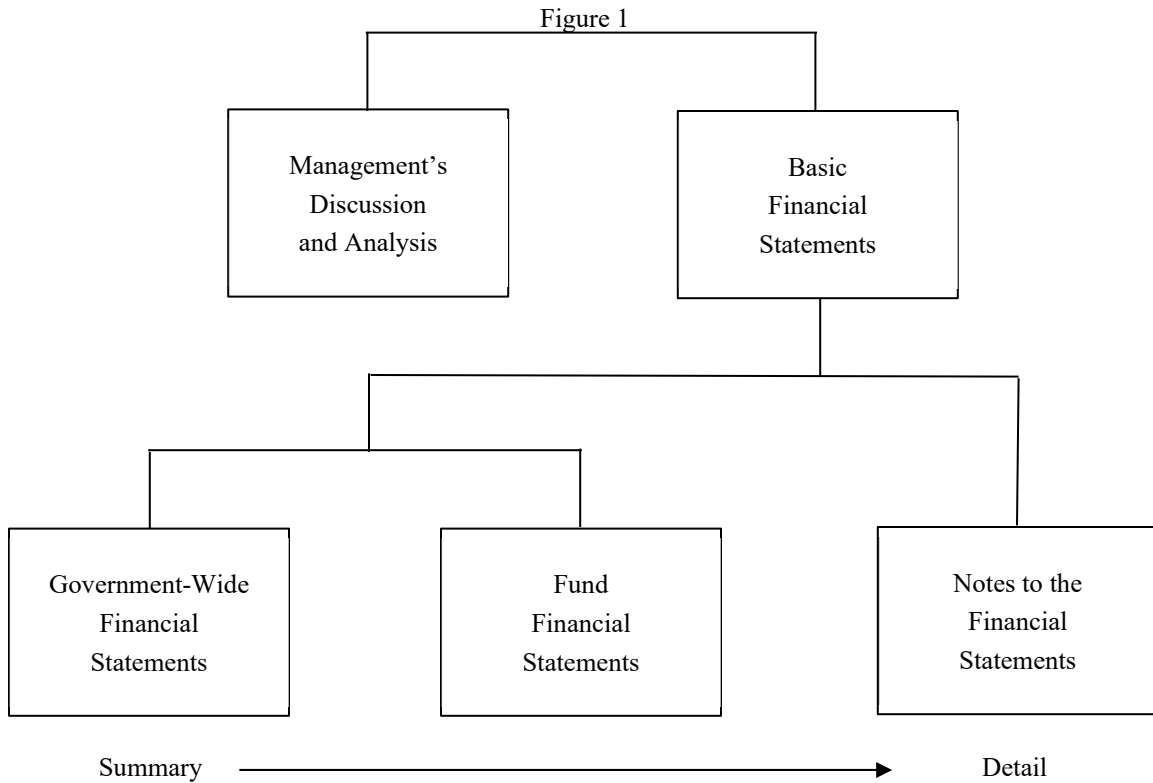 Figure 1
Management’s
Discussion
and Analysis
Basic
Financial
Statements
Government-Wide
Financial
Statements
Fund
Financial
Statements
Notes to the
Financial
Statements
Summary
Detail